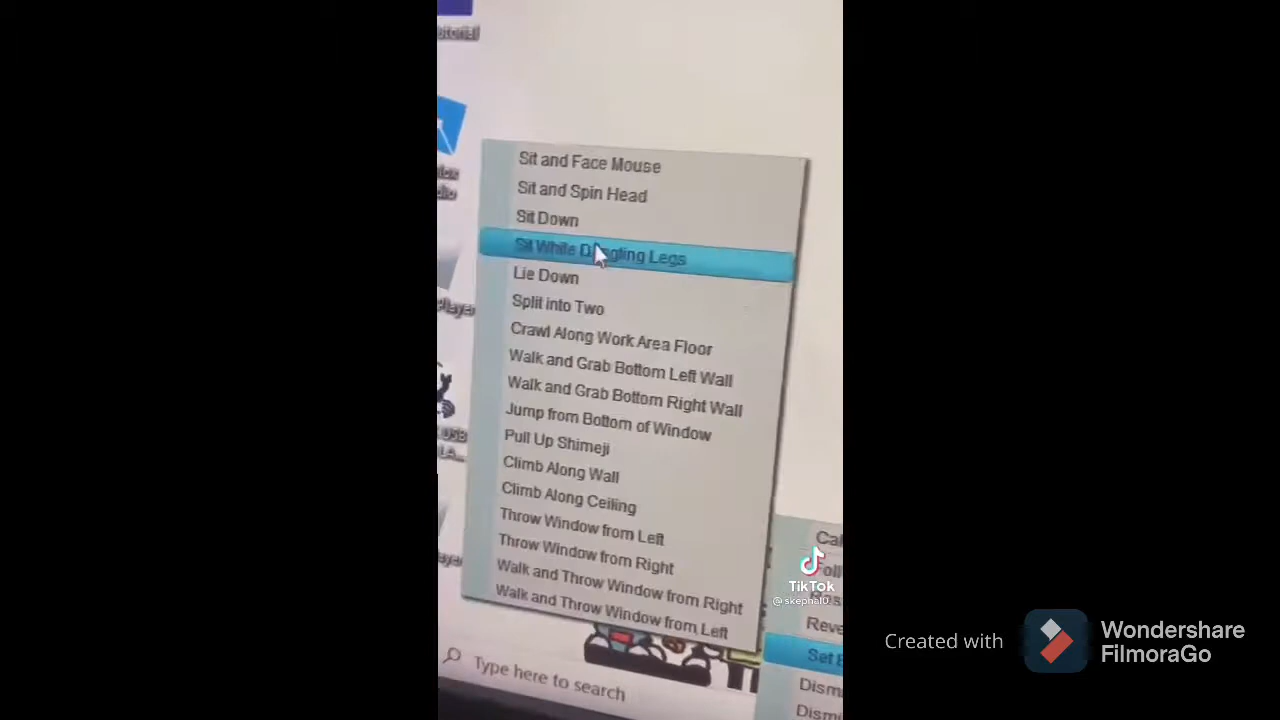 Sit and Face Mouse
Sit and Spin Head
Sit Down
Sit While Dangling Legs
Lie Down
Split into Two
Crawl Along Work Area Floor
Walk and Grab Bottom Left Wall
Walk and Grab Bottom Right Wall
Jump from Bottom of Window
Pull Up Shimeji
Climb Along Wall
Climb Along Ceiling
Throw Window from Left
Throw Window from Right
Walk and Throw Window from Right
Walk and Throw Window from Left
Type here to search
TikTok
Created with
Wondershare
FilmoraGo